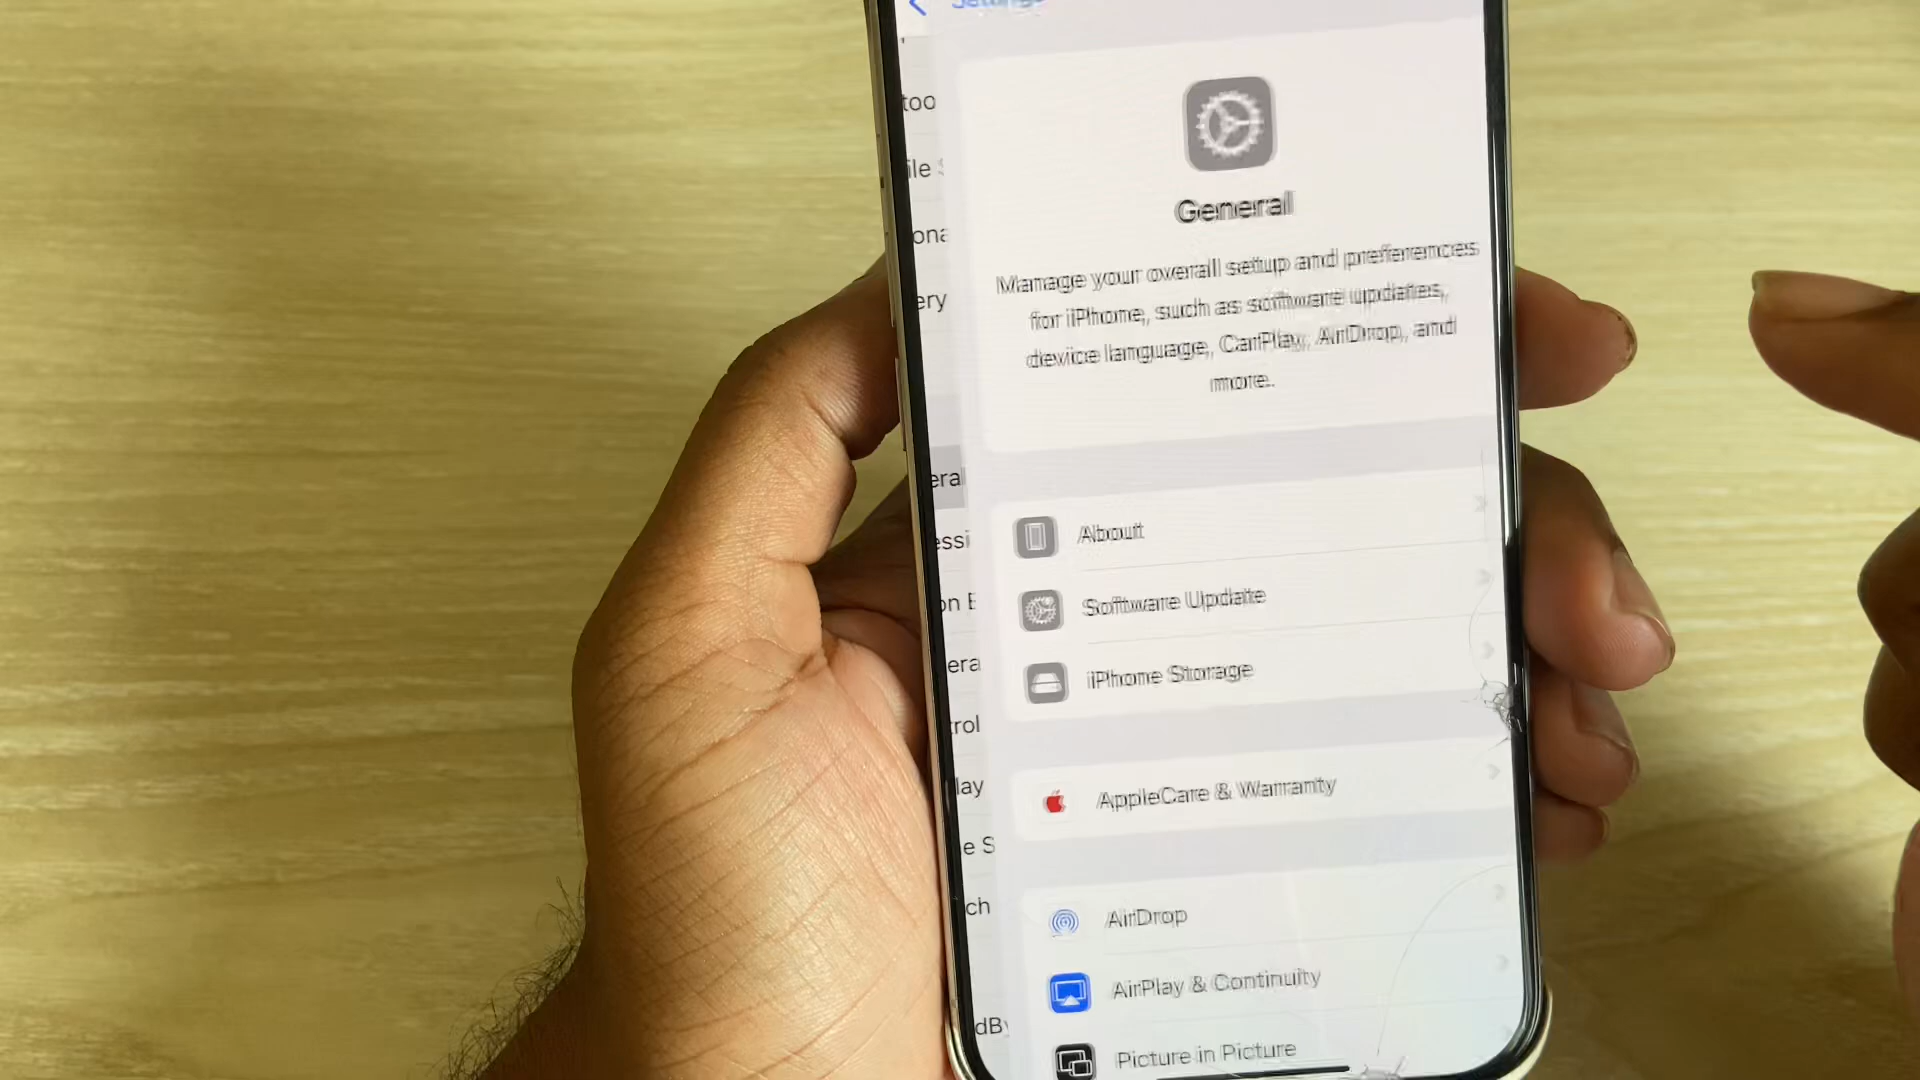 Settings
General
Manage your overall setup and preferences
for iPhone, such as software updates,
device language, CarPlay, AirDrop, and
more.
About
Software Update
iPhone Storage
AppleCare & Warranty
AirDrop
AirPlay & Continuity
Picture in Picture